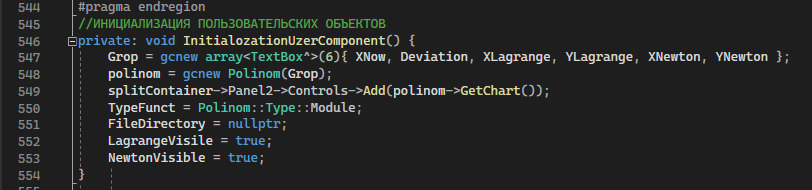 544 #pragma endregion
545 //ИНИЦИАЛИЗАЦИЯ ПОЛЬЗОВАТЕЛЬСКИХ ОБЪЕКТОВ
546 private: void InitialozationUzerComponent() {
547 Grop = gcnew array<TextBox^>(6){ XNow, Deviation, XLagrange, YLagrange, XNewton, YNewton };
548 polinom = gcnew Polinom(Grop);
549 splitContainer->Panel2->Controls->Add(polinom->GetChart());
550 TypeFunct = Polinom::Type::Module;
551 FileDirectory = nullptr;
552 LagrangeVisile = true;
553 NewtonVisible = true;
554 }